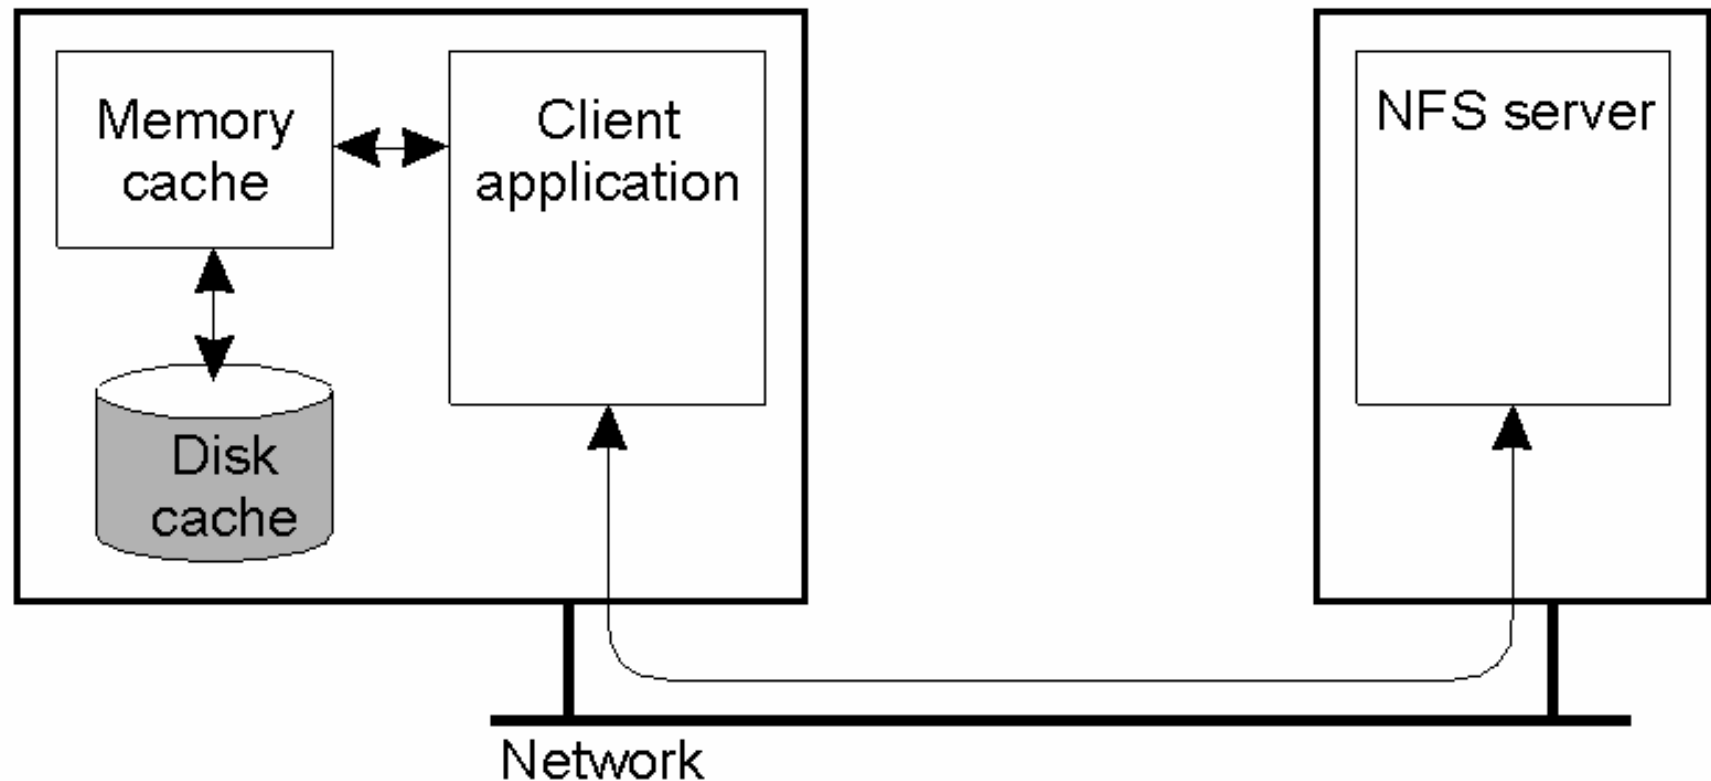 Memory
cache
Client
application
NFS server
Disk
cache
Network